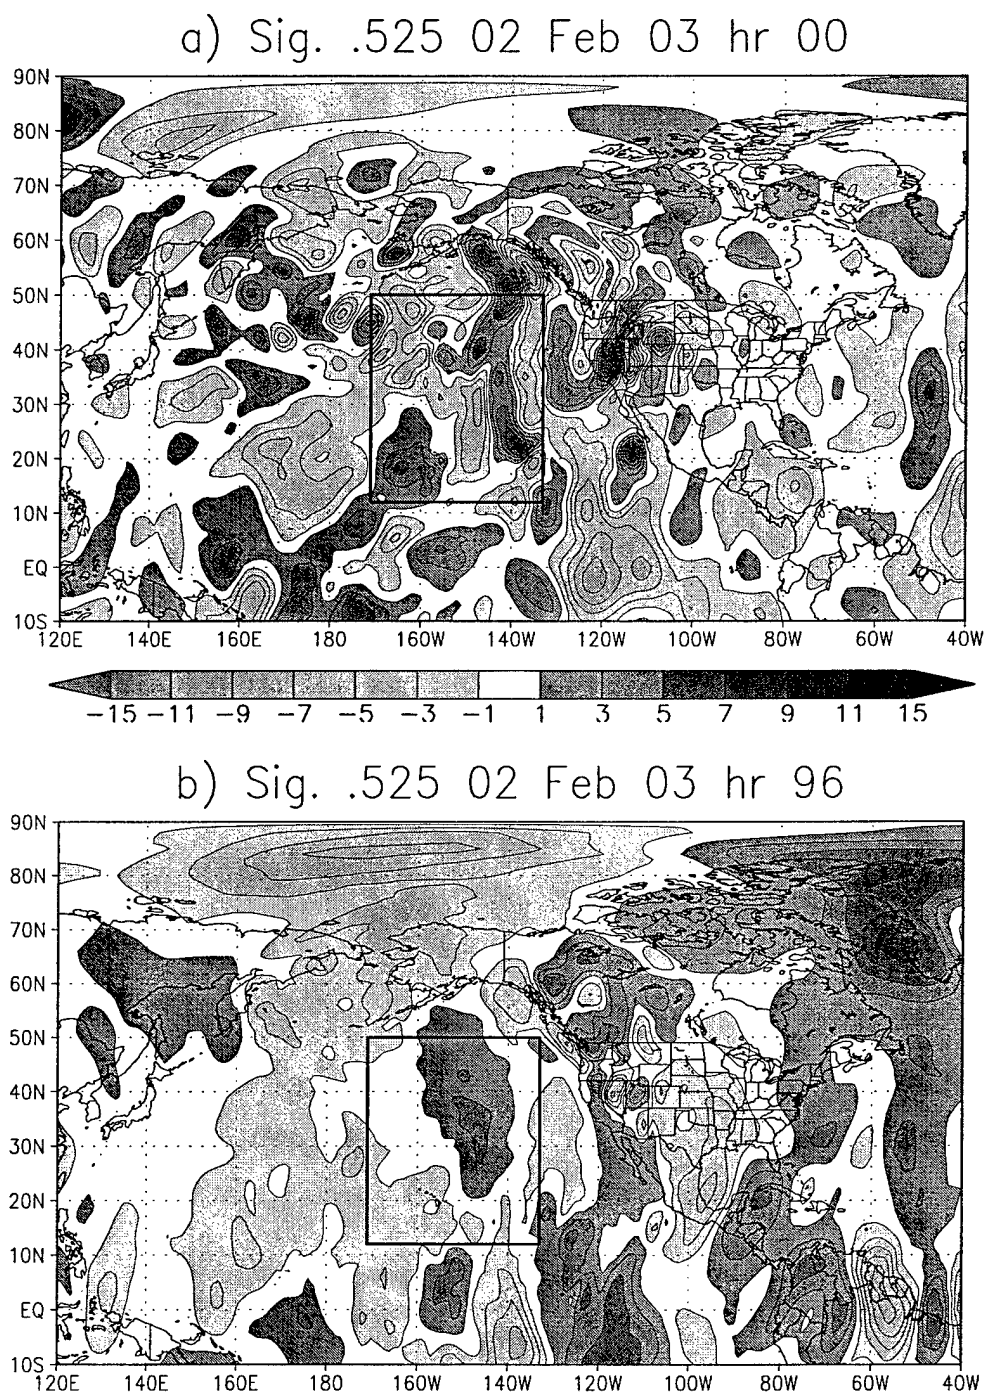 a) Sig. .525 02 Feb 03 hr 00
90N
80N
70N
60N
50N
40N
30N
20N
10N
EQ
10S
120E 140E 160E 180 160W 140W 120W 100W 80W 60W 40W
−15 −11 −9 −7 −5 −3 −1 1 3 5 7 9 11 15
b) Sig. .525 02 Feb 03 hr 96
90N
80N
70N
60N
50N
40N
30N
20N
10N
EQ
10S
120E 140E 160E 180 160W 140W 120W 100W 80W 60W 40W